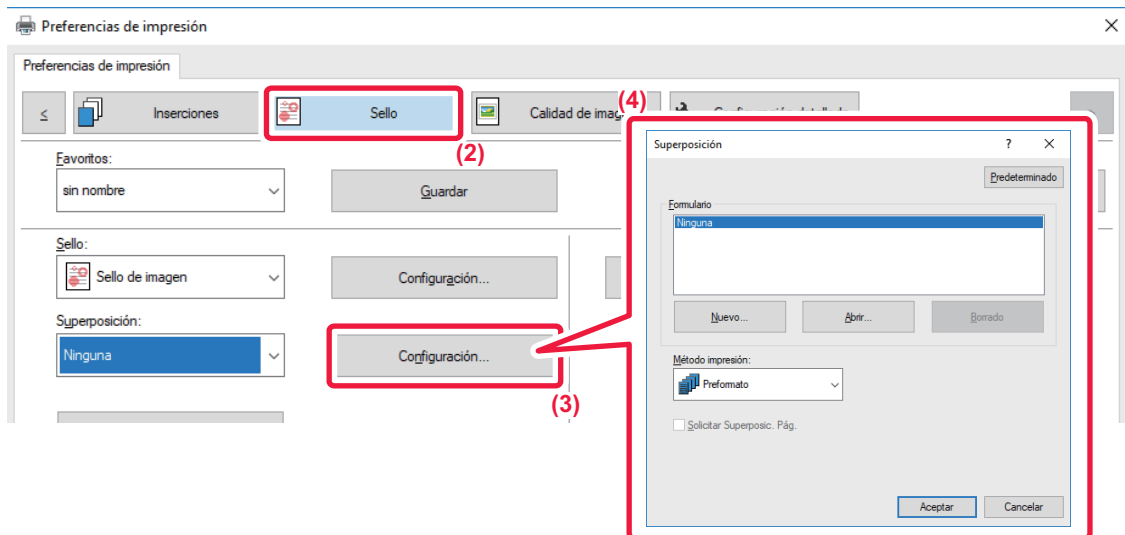 Preferencias de impresión
Preferencias de impresión
<
Inserciones
Sello
Calidad de imag
(4)
(2)
Favoritos:
sin nombre
Guardar
Sello:
Sello de imagen
Configuración...
Superposición:
Ninguna
Configuración...
(3)
Superposición
?
Predeterminado
Formulario
Ninguna
Nuevo...
Abrir...
Borrado
Método impresión:
Preformato
Solicitar Superposic. Pág.
Aceptar
Cancelar